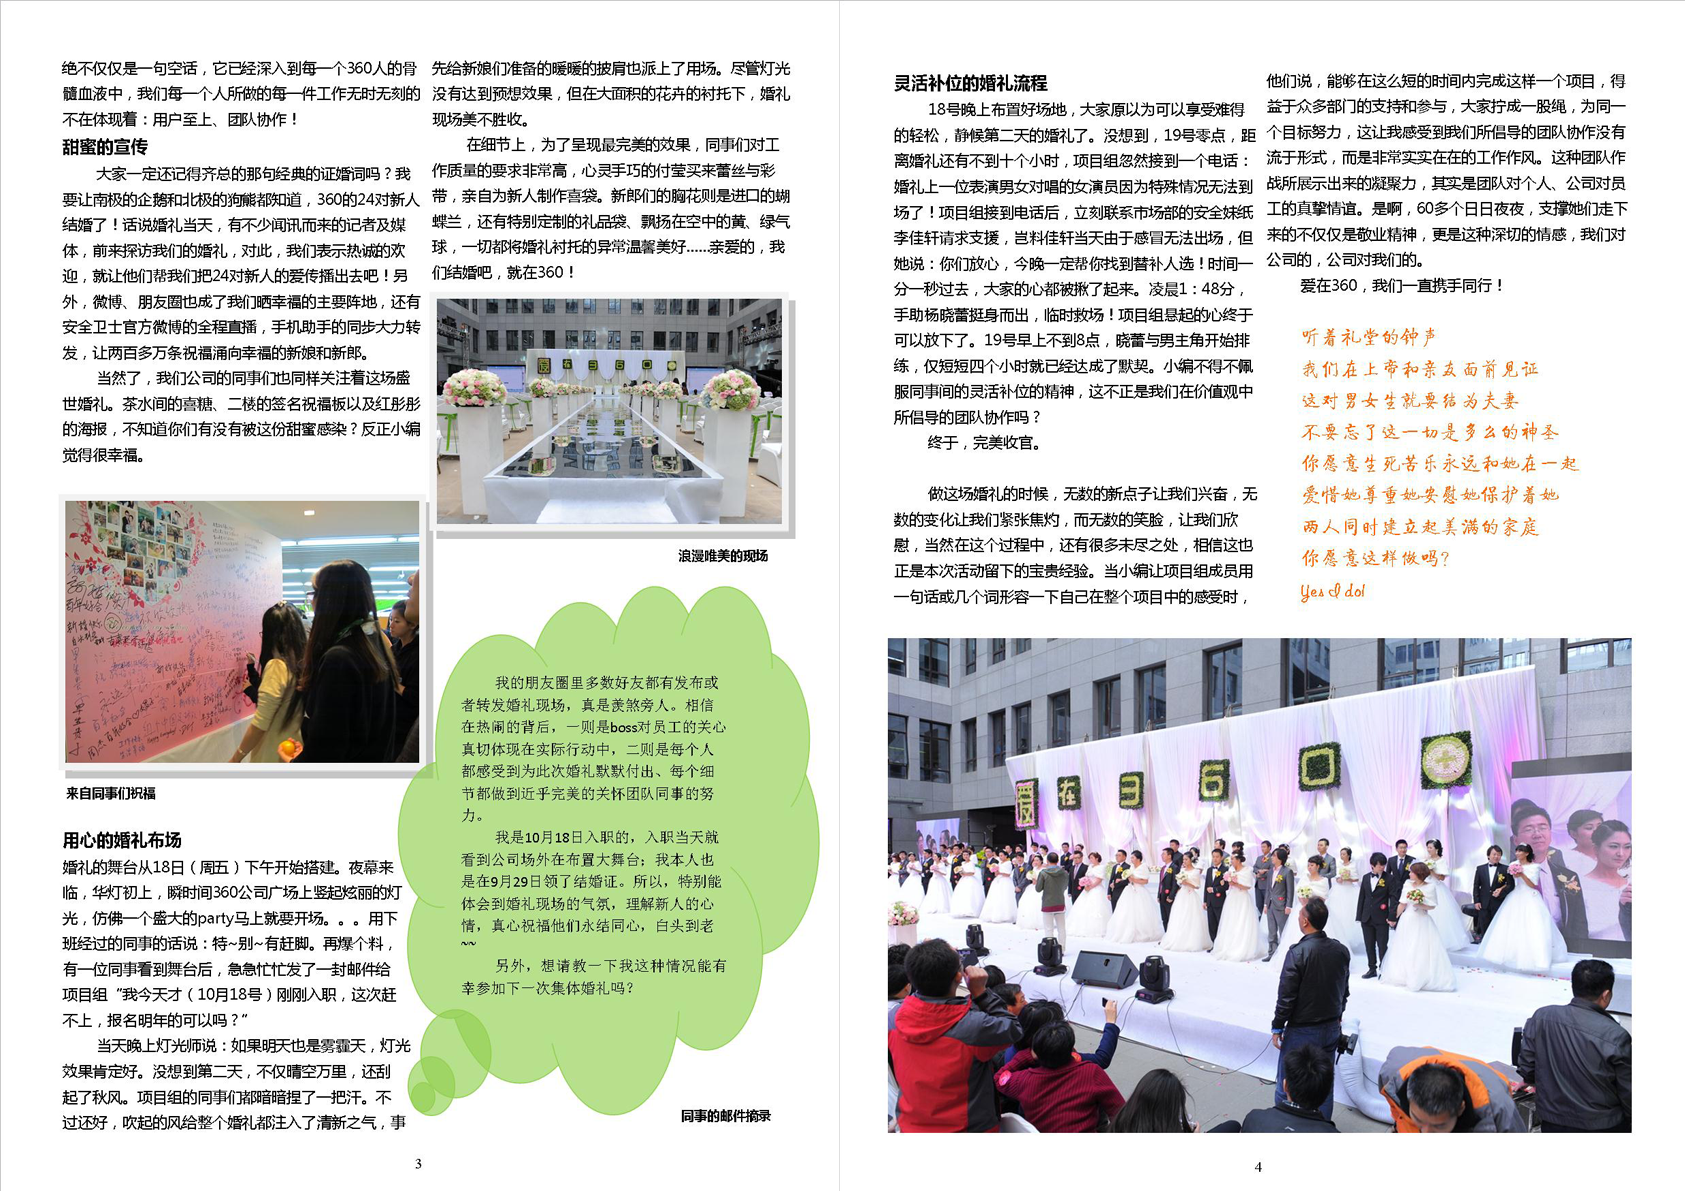 绝不仅仅是一句空话，它已经深入到每一个360人的骨
髓血液中，我们每一个人所做的每一件工作无时无刻的
不在体现着：用户至上、团队协作！
甜蜜的宣传
大家一定还记得齐总的那句经典的证婚词吗？我
要让南极的企鹅和北极的狗熊都知道，360的24对新人
结婚了！话说婚礼当天，有不少闻讯而来的记者及媒
体，前来探访我们的婚礼，对此，我们表示热诚的欢
迎，就让他们帮我们把24对新人的爱传播出去吧！另
外，微博、朋友圈也成了我们晒幸福的主要阵地，还有
安全卫士官方微博的全程直播，手机助手的同步大力转
发，让两百多万条祝福涌向幸福的新娘和新郎。
当然了，我们公司的同事们也同样关注着这场盛
世婚礼。茶水间的喜糖、二楼的签名祝福板以及红彤彤
的海报，不知道你们有没有被这份甜蜜感染？反正小编
觉得很幸福。
来自同事们祝福
用心的婚礼布场
婚礼的舞台从18日（周五）下午开始搭建。夜幕来
临，华灯初上，瞬时间360公司广场上竖起炫丽的灯
光，仿佛一个盛大的party马上就要开场。。。用下
班经过的同事的话说：特~别~有赶脚。再爆个料，
有一位同事看到舞台后，急急忙忙发了一封邮件给
项目组“我今天才（10月18号）刚刚入职，这次赶
不上，报名明年的可以吗？”
当天晚上灯光师说：如果明天也是雾霾天，灯光
效果肯定好。没想到第二天，不仅晴空万里，还刮
起了秋风。项目组的同事们都暗暗捏了一把汗。不
过还好，吹起的风给整个婚礼都注入了清新之气，事
先给新娘们准备的暖暖的披肩也派上了用场。尽管灯光
没有达到预想效果，但在大面积的花卉的衬托下，婚礼
现场美不胜收。
在细节上，为了呈现最完美的效果，同事们对工
作质量的要求非常高，心灵手巧的付莹买来蕾丝与彩
带，亲自为新人制作喜袋。新郎们的胸花则是进口的蝴
蝶兰，还有特别定制的礼品袋、飘扬在空中的黄、绿气
球，一切都将婚礼衬托的异常温馨美好……亲爱的，我
们结婚吧，就在360！
爱在360
浪漫唯美的现场
我的朋友圈里多数好友都有发布或
者转发婚礼现场，真是羡煞旁人。相信
在热闹的背后，一则是boss对员工的关心
真切体现在实际行动中，二则是每个人
都感受到为此次婚礼默默付出、每个细
节都做到近乎完美的关怀团队同事的努
力。
我是10月18日入职的，入职当天就
看到公司场外在布置大舞台；我本人也
是在9月29日领了结婚证。所以，特别能
体会到婚礼现场的气氛，理解新人的心
情，真心祝福他们永结同心，白头到老
~~
另外，想请教一下我这种情况能有
幸参加下一次集体婚礼吗？
同事的邮件摘录
3
灵活补位的婚礼流程
18号晚上布置好场地，大家原以为可以享受难得
的轻松，静候第二天的婚礼了。没想到，19号零点，距
离婚礼还有不到十个小时，项目组忽然接到一个电话：
婚礼上一位表演男女对唱的女演员因为特殊情况无法到
场了！项目组接到电话后，立刻联系市场部的安全妹纸
李佳轩请求支援，岂料佳轩当天由于感冒无法出场，但
她说：你们放心，今晚一定帮你找到替补人选！时间一
分一秒过去，大家的心都被揪了起来。凌晨1：48分，
手助杨晓蕾挺身而出，临时救场！项目组悬起的心终于
可以放下了。19号早上不到8点，晓蕾与男主角开始排
练，仅短短四个小时就已经达成了默契。小编不得不佩
服同事间的灵活补位的精神，这不正是我们在价值观中
所倡导的团队协作吗？
终于，完美收官。
做这场婚礼的时候，无数的新点子让我们兴奋，无
数的变化让我们紧张焦灼，而无数的笑脸，让我们欣
慰，当然在这个过程中，还有很多未尽之处，相信这也
正是本次活动留下的宝贵经验。当小编让项目组成员用
一句话或几个词形容一下自己在整个项目中的感受时，
他们说，能够在这么短的时间内完成这样一个项目，得
益于众多部门的支持和参与，大家拧成一股绳，为同一
个目标努力，这让我感受到我们所倡导的团队协作没有
流于形式，而是非常实实在在的工作作风。这种团队作
战所展示出来的凝聚力，其实是团队对个人、公司对员
工的真挚情谊。是啊，60多个日日夜夜，支撑她们走下
来的不仅仅是敬业精神，更是这种深切的情感，我们对
公司的，公司对我们的。
爱在360，我们一直携手同行！
听着礼堂的钟声
我们在上帝和亲友面前见证
这对男女生就要结为夫妻
不要忘了这一切是多么的神圣
你愿意生死苦乐永远和她在一起
爱惜她尊重她安慰她保护着她
两人同时建立起美满的家庭
你愿意这样做吗？
Yes I do!
爱在360
4